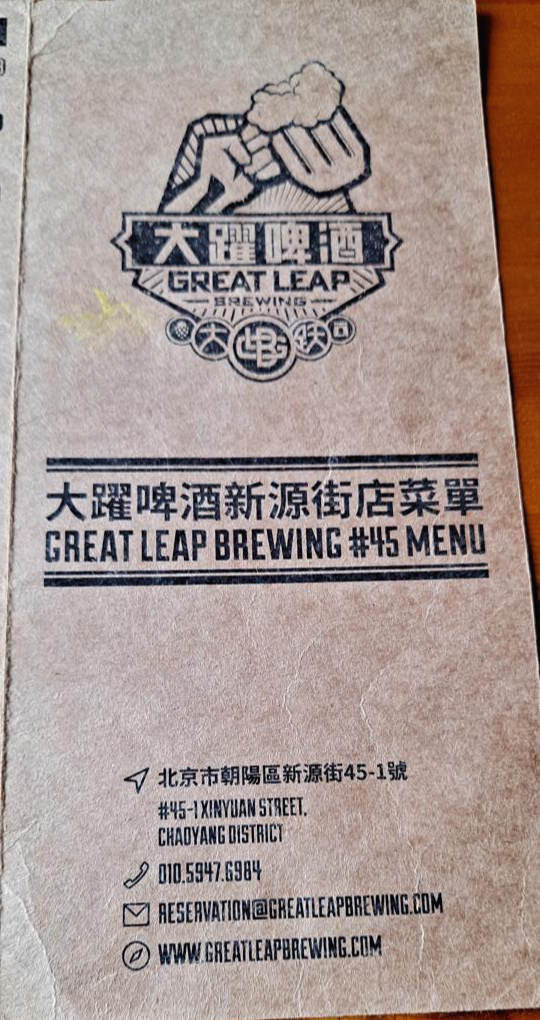 大躍啤酒
GREAT LEAP
BREWING
大躍啤酒新源街店菜單
GREAT LEAP BREWING #45 MENU
北京市朝陽區新源街45-1號
#45-1 XINYUAN STREET,
CHAOYANG DISTRICT
010.5947.6984
RESERVATION@GREATLEAPBREWING.COM
WWW.GREATLEAPBREWING.COM